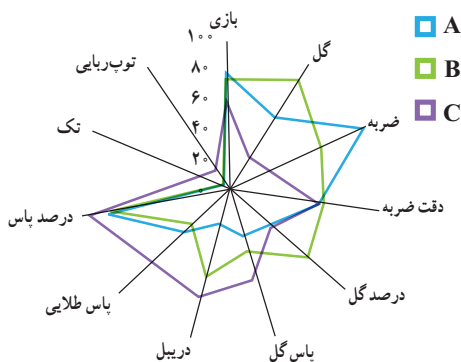 بازی
گل
ضربه
دقت ضربه
درصد گل
پاس گل
دریبل
پاس طلایی
درصد پاس
تک
توپ‌ربایی
۱۰۰
۸۰
۶۰
۴۰
۲۰
۰
A
B
C